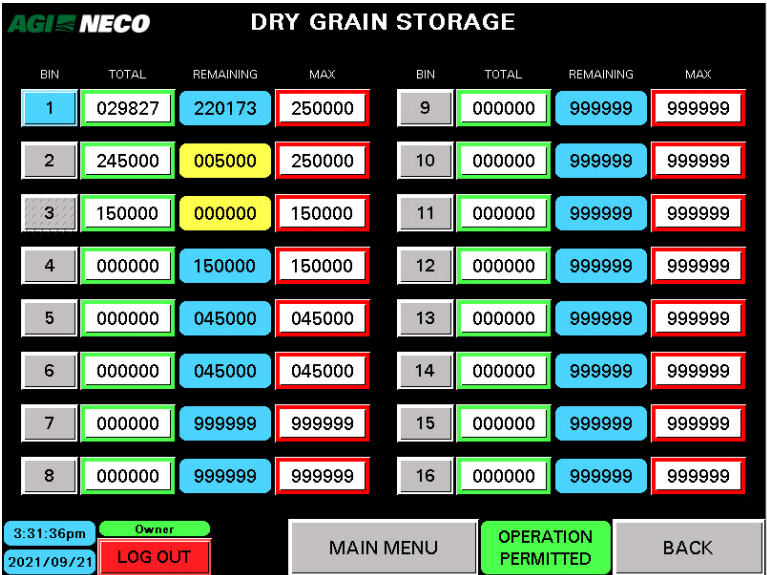 AGI NECO DRY GRAIN STORAGE
BIN TOTAL REMAINING MAX BIN TOTAL REMAINING MAX
1 029827 220173 250000 9 000000 999999 999999
2 245000 005000 250000 10 000000 999999 999999
3 150000 000000 150000 11 000000 999999 999999
4 000000 150000 150000 12 000000 999999 999999
5 000000 045000 045000 13 000000 999999 999999
6 000000 045000 045000 14 000000 999999 999999
7 000000 999999 999999 15 000000 999999 999999
8 000000 999999 999999 16 000000 999999 999999
3:31:36pm Owner
2021/09/21 LOG OUT
MAIN MENU
OPERATION
PERMITTED
BACK